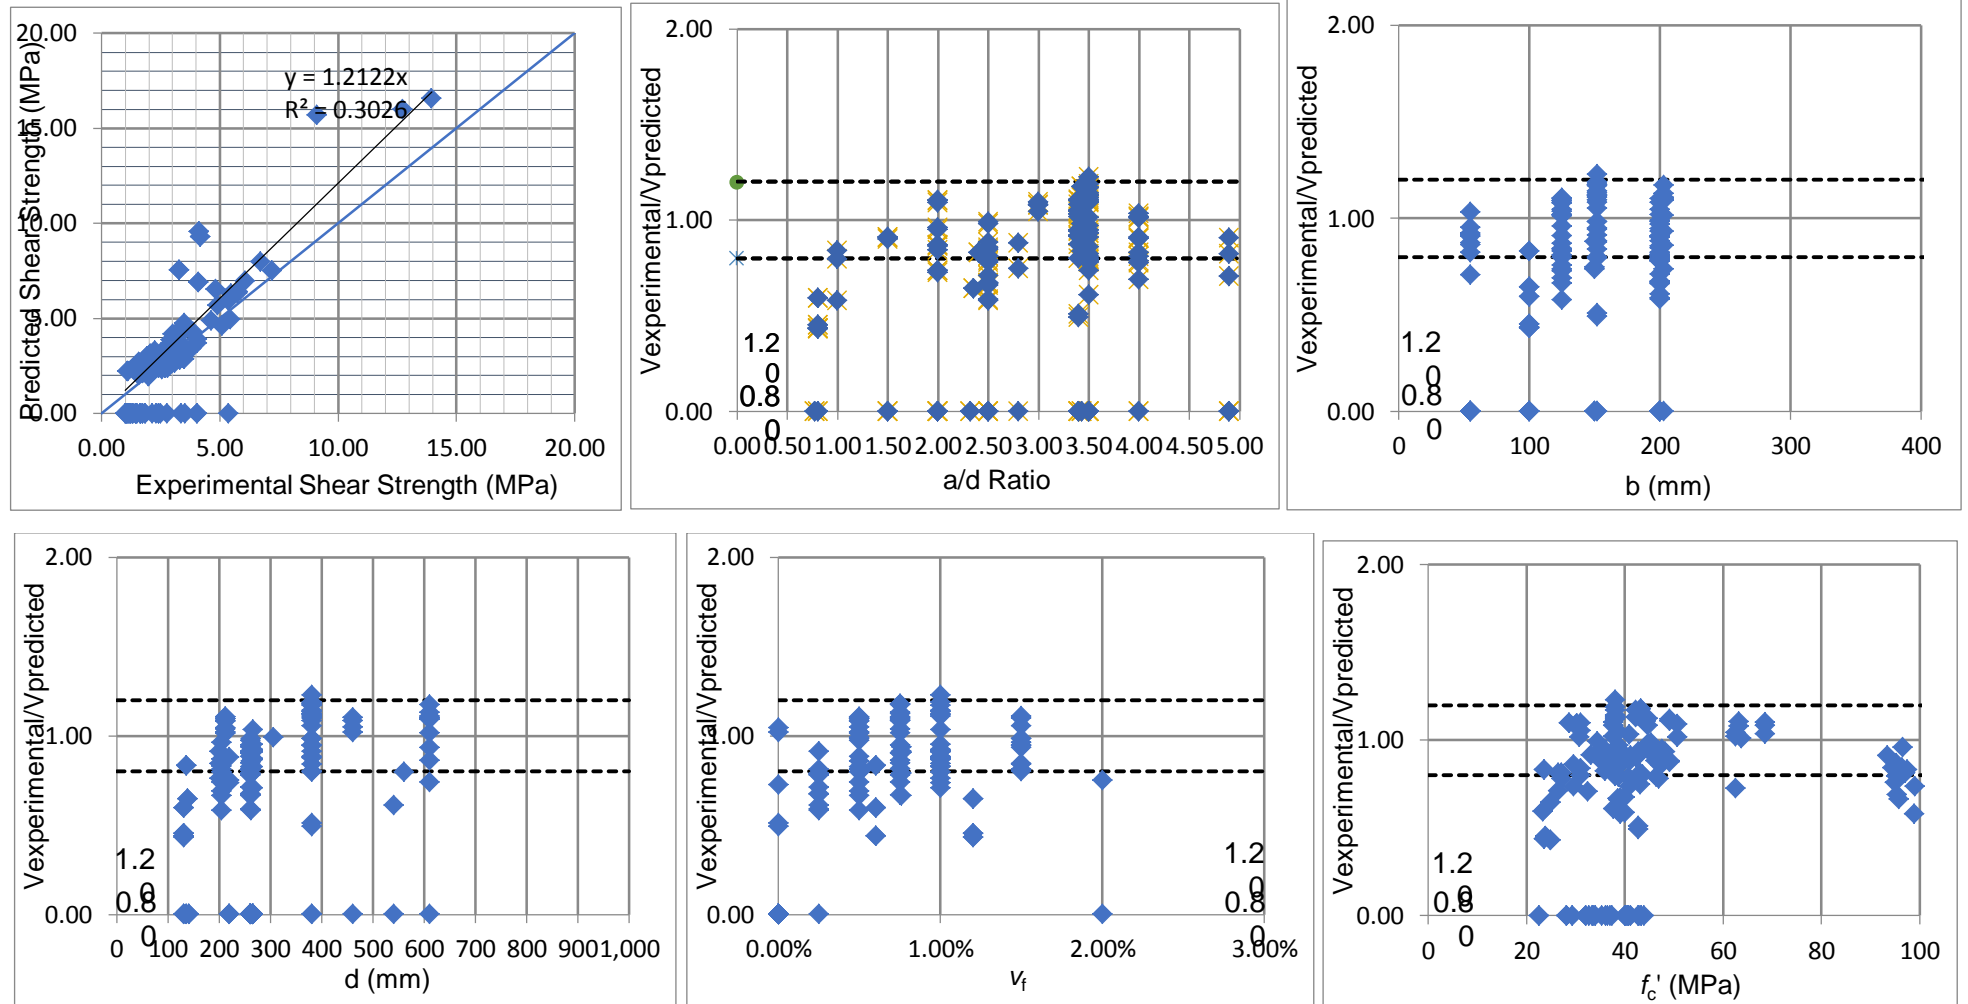 20.00
15.00
10.00
5.00
0.00
Predicted Shear Strength (MPa)
y = 1.2122x
R² = 0.3026
0.00 5.00 10.00 15.00 20.00
Experimental Shear Strength (MPa)
2.00
1.00
0.00
Vexperimental/Vpredicted
1.2
0
0.8
0
0.00 0.50 1.00 1.50 2.00 2.50 3.00 3.50 4.00 4.50 5.00
a/d Ratio
2.00
1.00
0.00
Vexperimental/Vpredicted
1.2
0
0.8
0
0 100 200 300 400
b (mm)
2.00
1.00
0.00
Vexperimental/Vpredicted
1.2
0
0.8
0
0 100 200 300 400 500 600 700 800 900 1,000
d (mm)
2.00
1.00
0.00
Vexperimental/Vpredicted
1.2
0
0.8
0
0.00% 1.00% 2.00% 3.00%
vf
2.00
1.00
0.00
Vexperimental/Vpredicted
1.2
0
0.8
0
0 20 40 60 80 100
fc' (MPa)